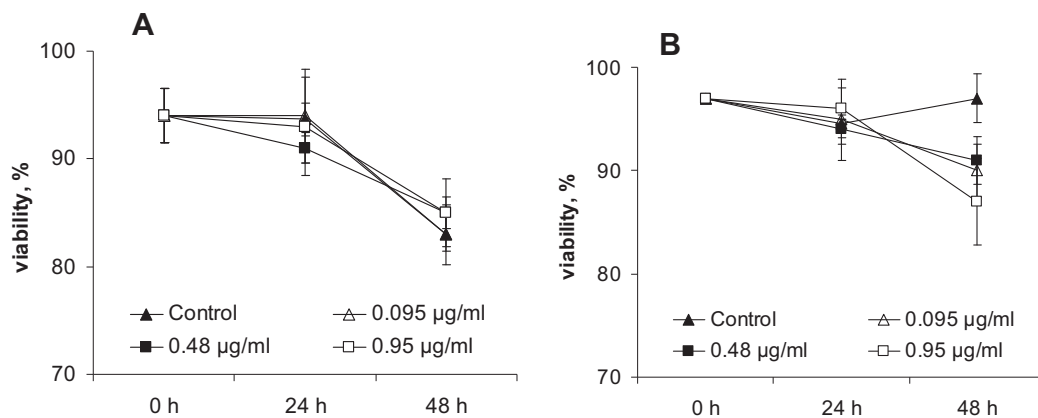 A
100
90
80
70
viability, %
Control
0.095 µg/ml
0.48 µg/ml
0.95 µg/ml
0 h
24 h
48 h
B
100
90
80
70
viability, %
Control
0.095 µg/ml
0.48 µg/ml
0.95 µg/ml
0 h
24 h
48 h